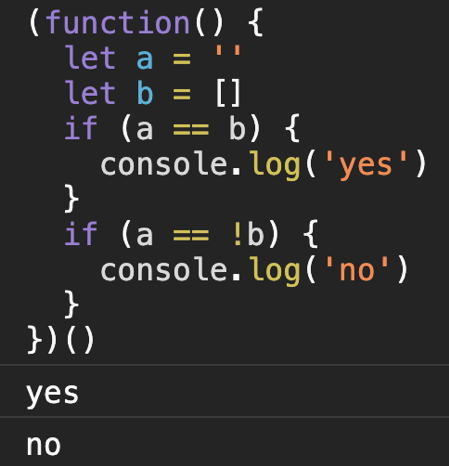 (function() {
  let a = ''
  let b = []
  if (a == b) {
    console.log('yes')
  }
  if (a == !b) {
    console.log('no')
  }
})()
yes
no